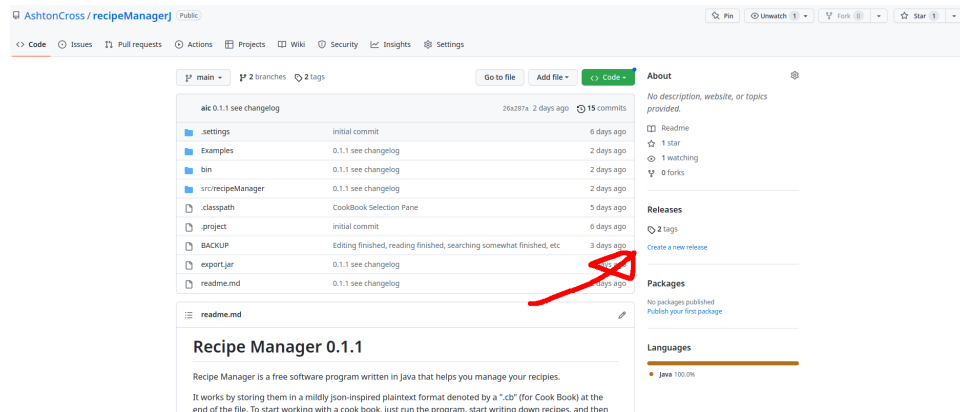 AshtonCross / recipeManagerJ Public
Pin Unwatch 1 Fork 0 Star 1
Code Issues Pull requests Actions Projects Wiki Security Insights Settings
main 2 branches 2 tags Go to file Add file Code
aic 0.1.1 see changelog 26a287a 2 days ago 15 commits
.settings initial commit 6 days ago
Examples 0.1.1 see changelog 2 days ago
bin 0.1.1 see changelog 2 days ago
src/recipeManager 0.1.1 see changelog 2 days ago
.classpath CookBook Selection Pane 5 days ago
.project initial commit 6 days ago
BACKUP Editing finished, reading finished, searching somewhat finished, etc 3 days ago
export.jar 0.1.1 see changelog
readme.md 0.1.1 see changelog days ago
readme.md
Recipe Manager 0.1.1
Recipe Manager is a free software program written in Java that helps you manage your recipies.
It works by storing them in a mildly json-inspired plaintext format denoted by a ".cb" (for Cook Book) at the
end of the file. To start working with a cook book, just run the program, start writing down recipes, and then
About
No description, website, or topics
provided.
Readme
1 star
1 watching
0 forks
Releases
2 tags
Create a new release
Packages
No packages published
Publish your first package
Languages
Java 100.0%